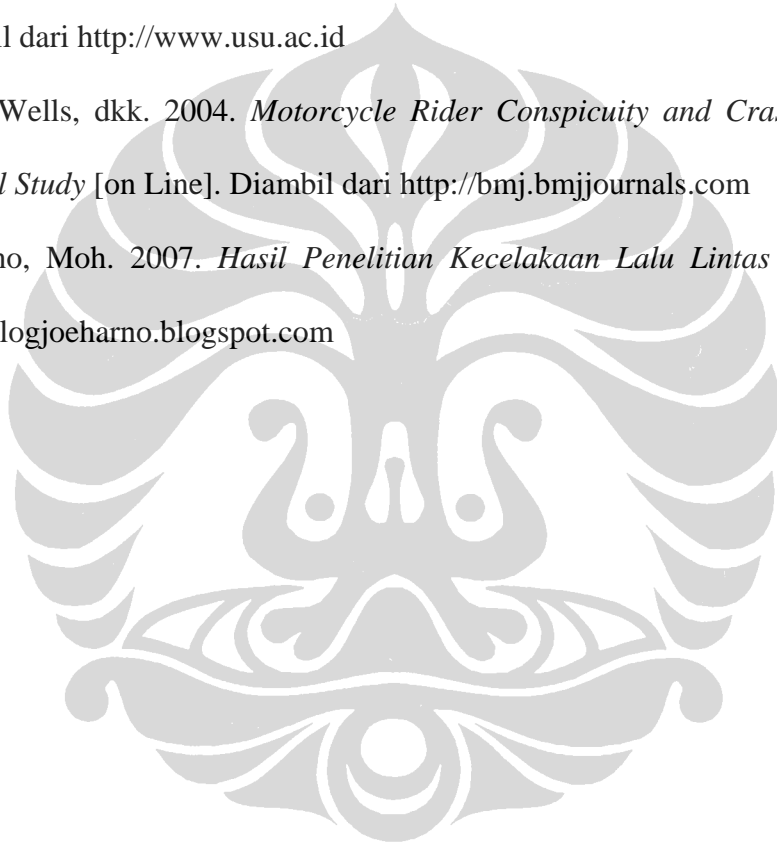 l dari http://www.usu.ac.id
Wells, dkk. 2004. Motorcycle Rider Conspicuity and Cras
l Study [on Line]. Diambil dari http://bmj.bmjjournals.com
no, Moh. 2007. Hasil Penelitian Kecelakaan Lalu Lintas
logjoeharno.blogspot.com